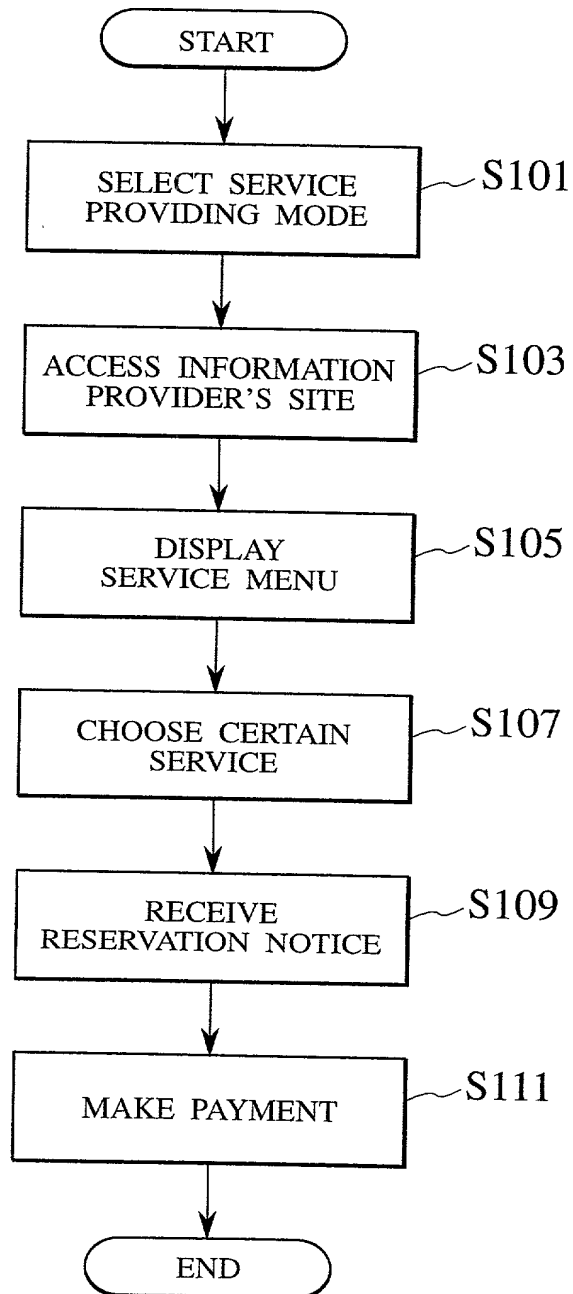 START
SELECT SERVICE
PROVIDING MODE
S101
ACCESS INFORMATION
PROVIDER'S SITE
S103
DISPLAY
SERVICE MENU
S105
CHOOSE CERTAIN
SERVICE
S107
RECEIVE
RESERVATION NOTICE
S109
MAKE PAYMENT
S111
END